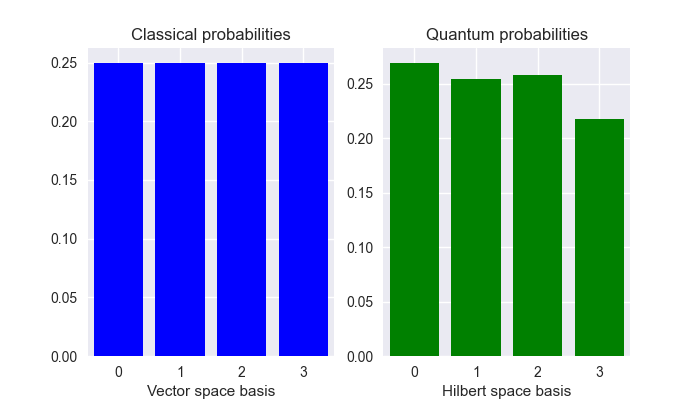 Classical probabilities
0.25
0.20
0.15
0.10
0.05
0.00
0 1 2 3
Vector space basis
Quantum probabilities
0.25
0.20
0.15
0.10
0.05
0.00
0 1 2 3
Hilbert space basis